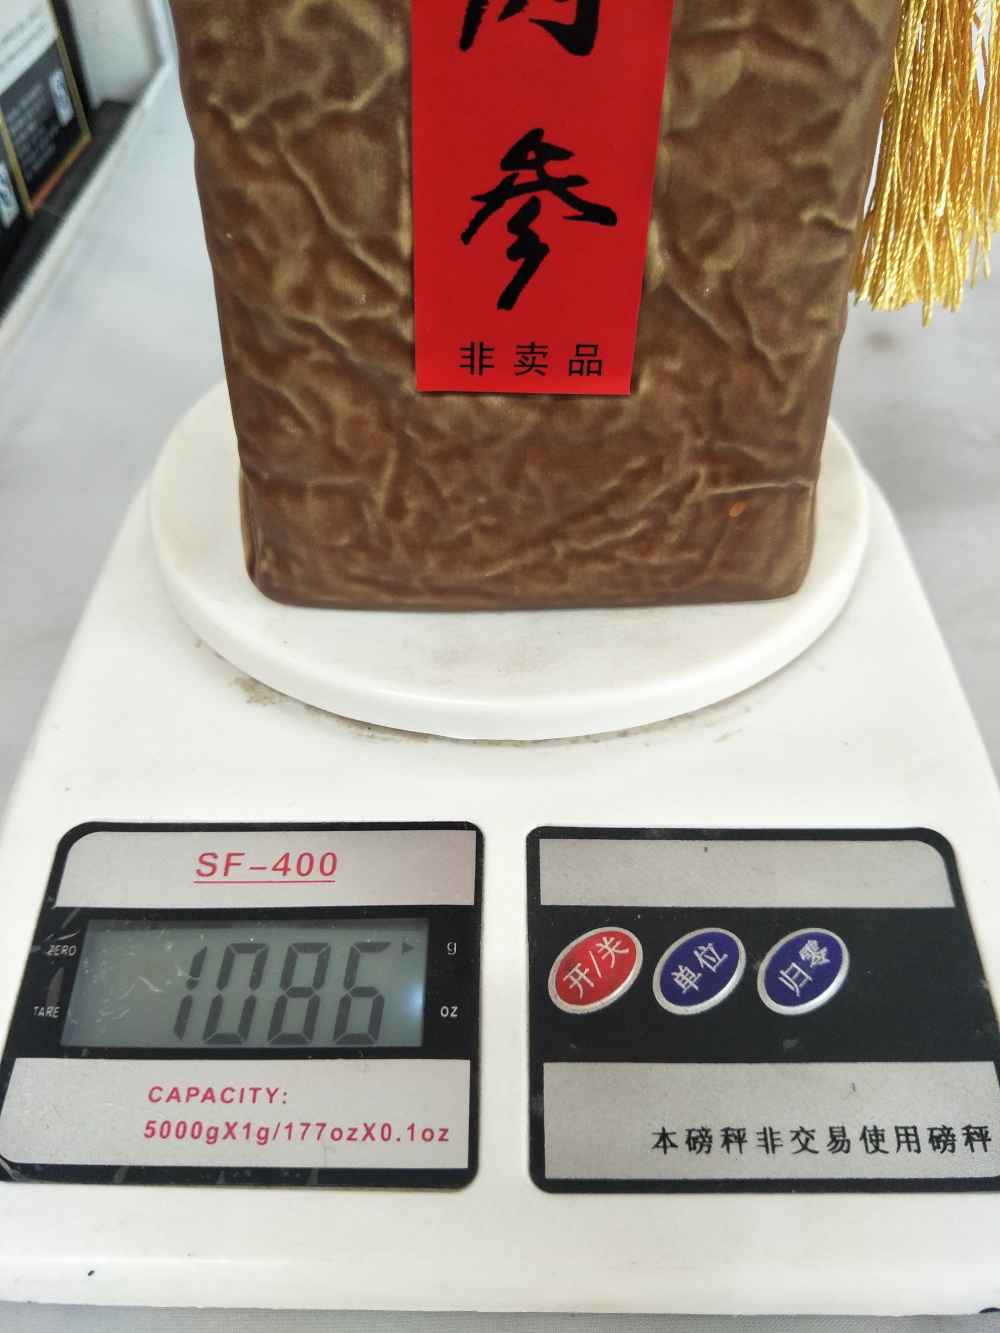 参
非卖品
SF-400
ZERO
TARE
1086
g
oz
CAPACITY:
5000gX1g/177ozX0.1oz
开/关
单位
归零
本磅秤非交易使用磅秤